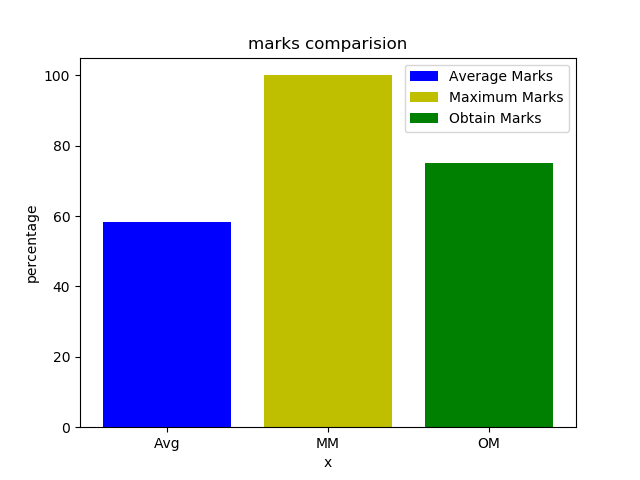 marks comparision
100
80
60
40
20
0
percentage
Average Marks
Maximum Marks
Obtain Marks
Avg
MM
OM
x